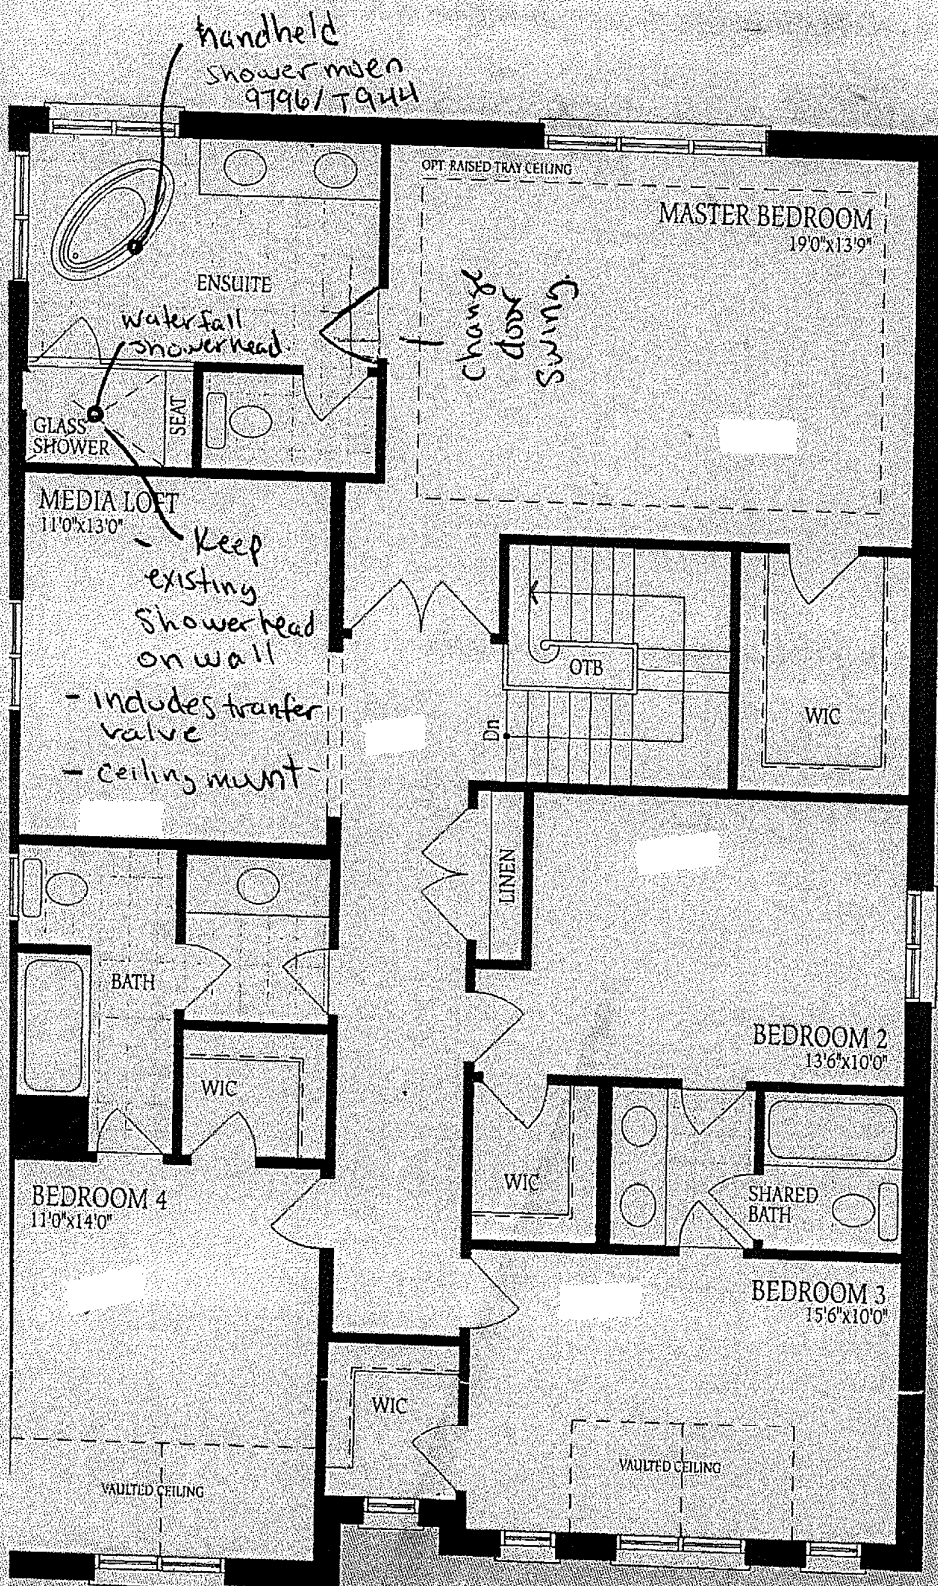 handheld
Shower moen
9796/T944
OPT. RAISED TRAY CEILING
MASTER BEDROOM
19'0"x13'9"
ENSUITE
Change
door
Swing.
waterfall
showerhead.
GLASS
SHOWER
SEAT
MEDIA LOFT
11'0"x13'0"
- Keep
existing
Showerhead
on wall
- includes tranfer
valve
- ceiling mount
OTB
Dn
WIC
LINEN
BATH
WIC
BEDROOM 2
13'6"x10'0"
WIC
SHARED
BATH
BEDROOM 4
11'0"x14'0"
BEDROOM 3
15'6"x10'0"
WIC
VAULTED CEILING
VAULTED CEILING